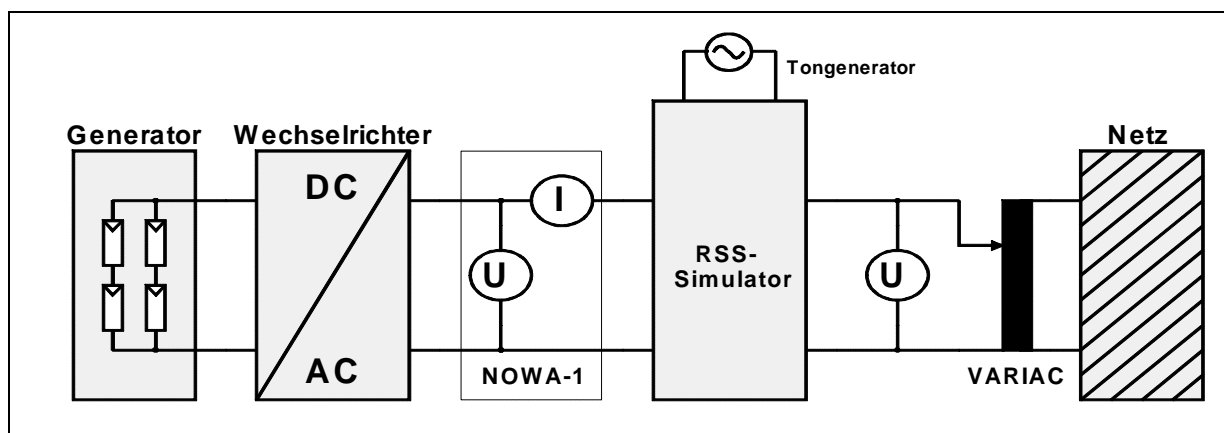 Tongenerator
Generator
Wechselrichter
Netz
DC
I
U
RSS-
Simulator
U
AC
NOWA-1
VARIAC